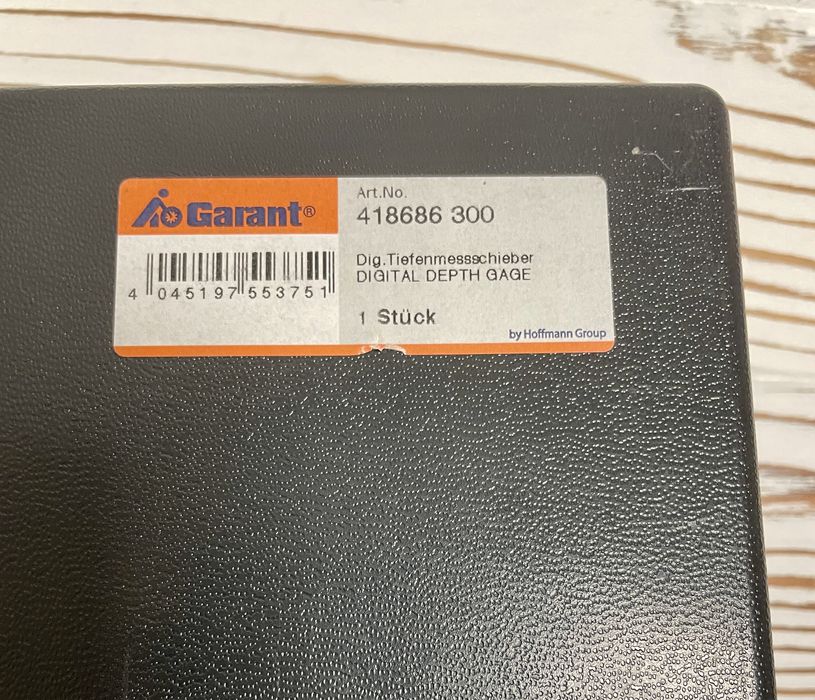 Garant®
4 045197 553751
Art.No.
418686 300
Dig.Tiefenmessschieber
DIGITAL DEPTH GAGE
1 Stück
by Hoffmann Group